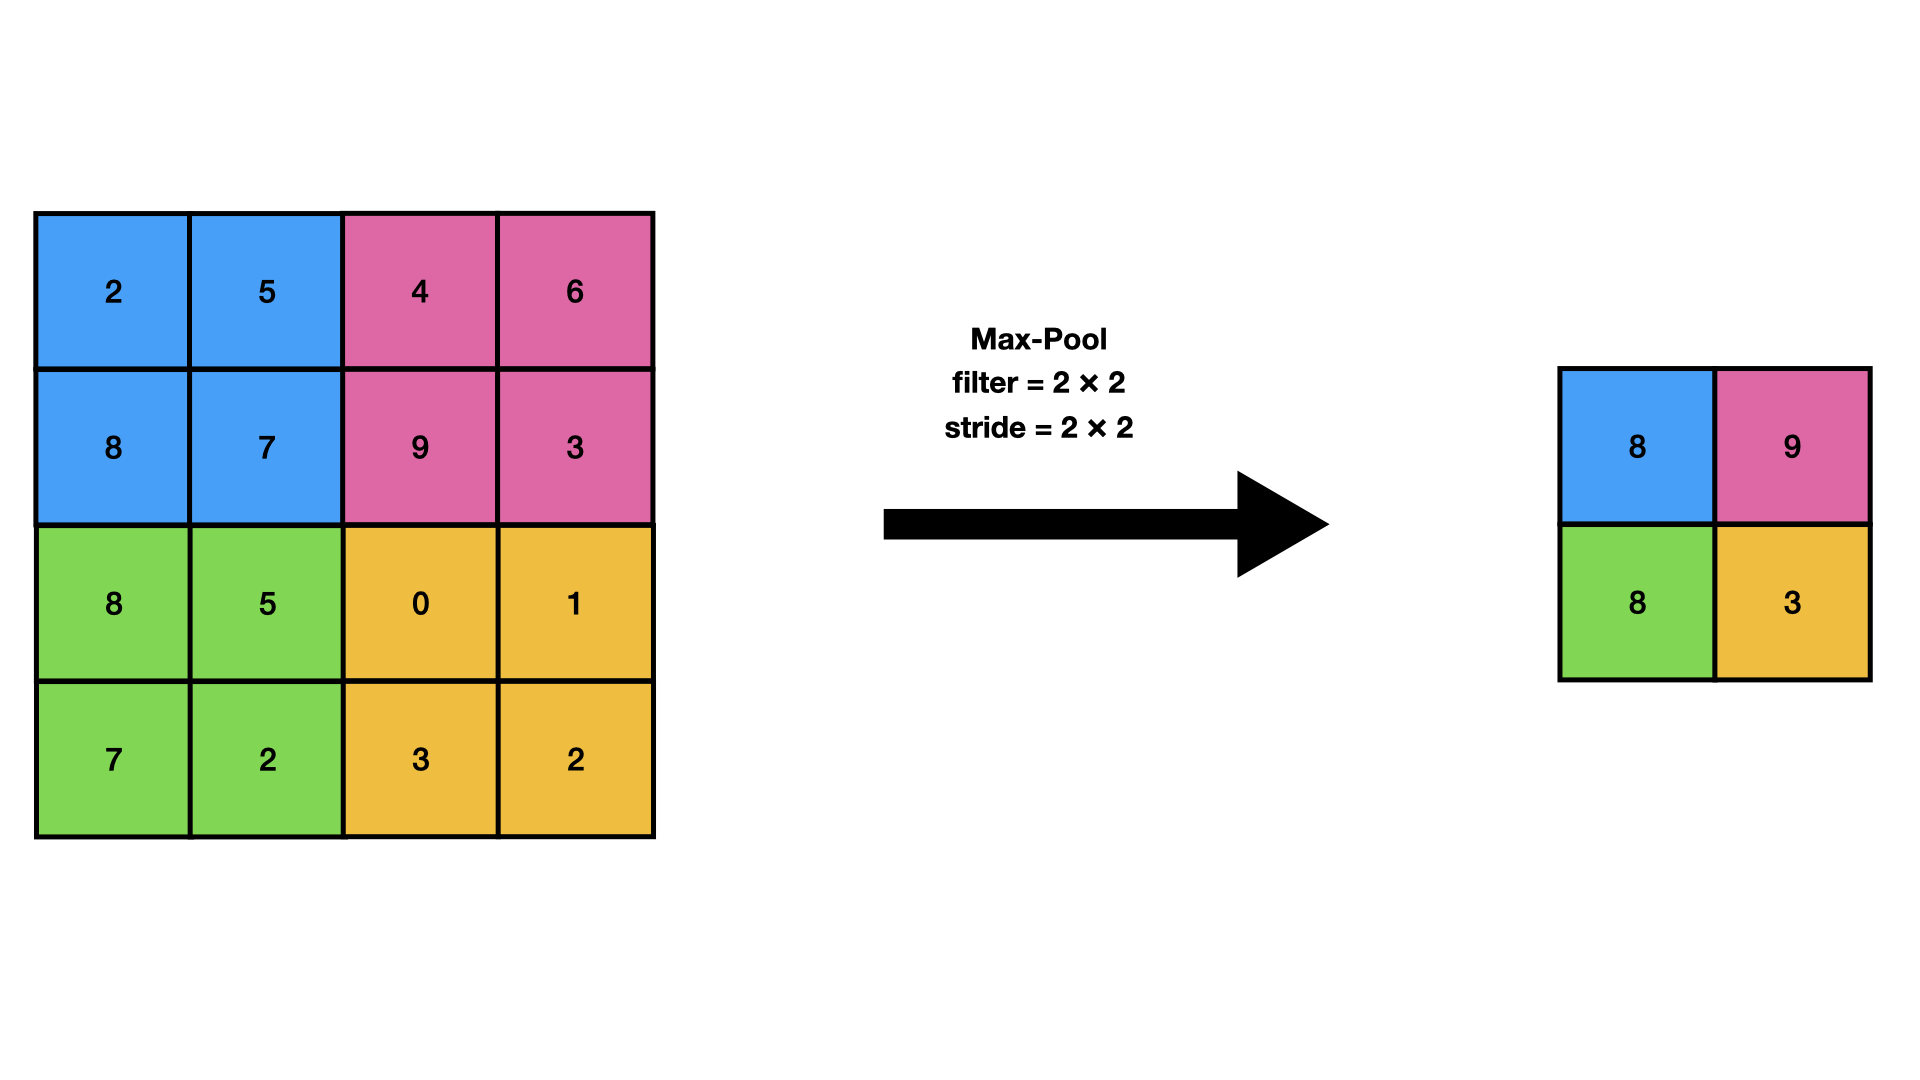 2 5 4 6
8 7 9 3
8 5 0 1
7 2 3 2
Max-Pool
filter = 2 × 2
stride = 2 × 2
8 9
8 3